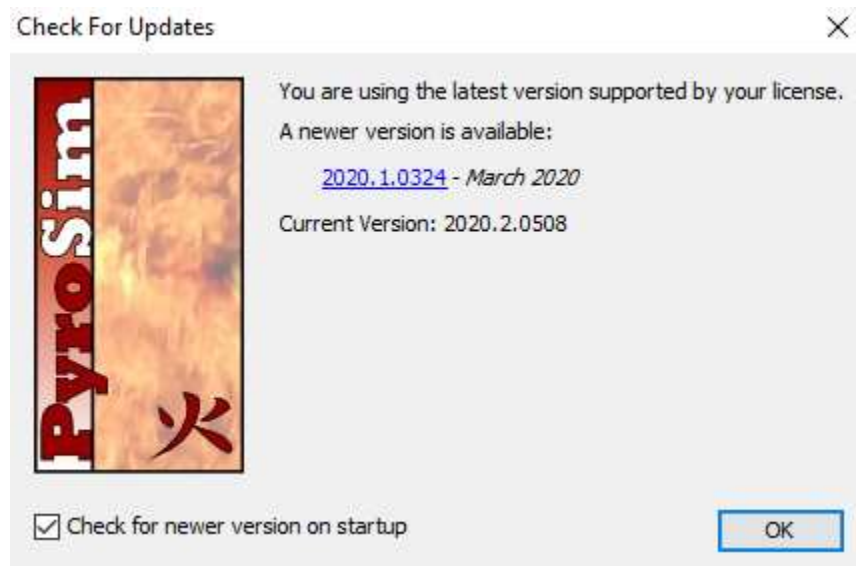 Check For Updates
PyroSim
火
You are using the latest version supported by your license.
A newer version is available:
2020.1.0324 - March 2020
Current Version: 2020.2.0508
Check for newer version on startup
OK